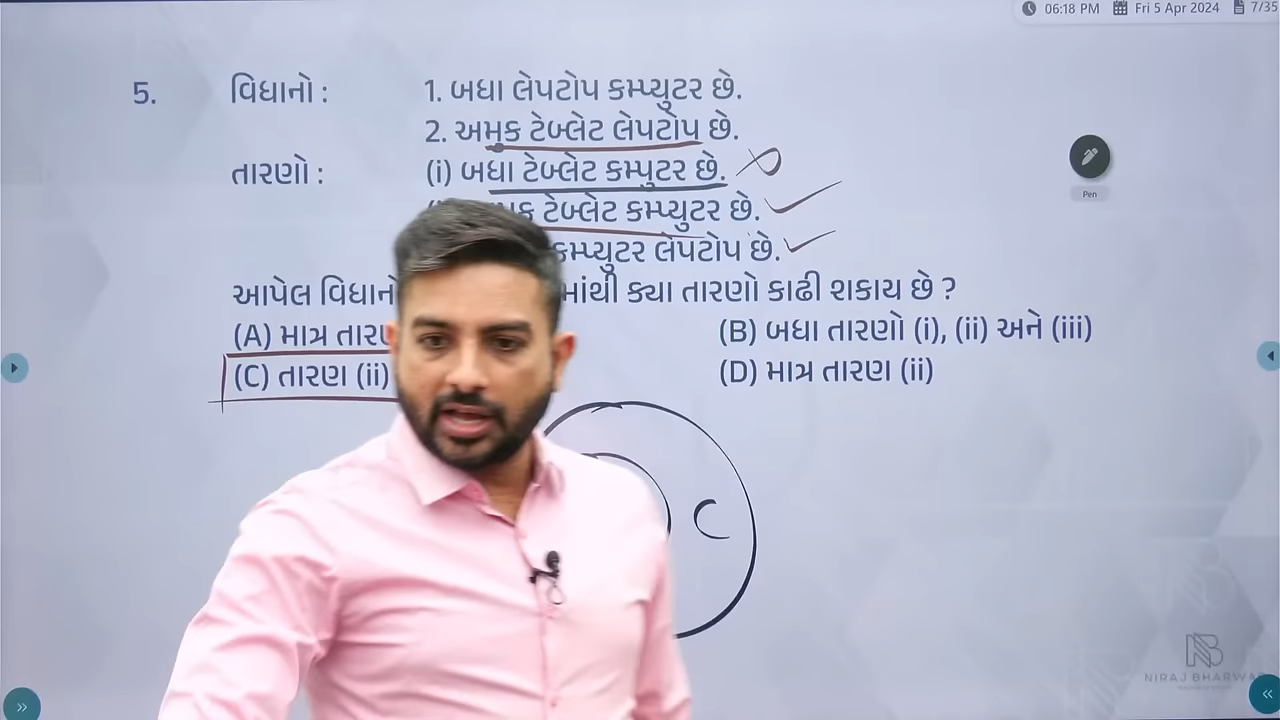 06:18 PM Fri 5 Apr 2024 7/35
5. વિધાનો : 1. બધા લેપટોપ કમ્પ્યુટર છે.
2. અમુક ટેબ્લેટ લેપટોપ છે.
તારણો : (i) બધા ટેબ્લેટ કમ્પુટર છે.
ટેબ્લેટ કમ્પ્યુટર છે.
કમ્પ્યુટર લેપટોપ છે.
આપેલ માંથી ક્યા તારણો કાઢી શકાય છે ?
(A) માત્ર (B) બધા તારણો (i), (ii) અને (iii)
(C) તારણ (ii) (D) માત્ર તારણ (ii)
C
Pen
NB
NIRAJ BHARWA